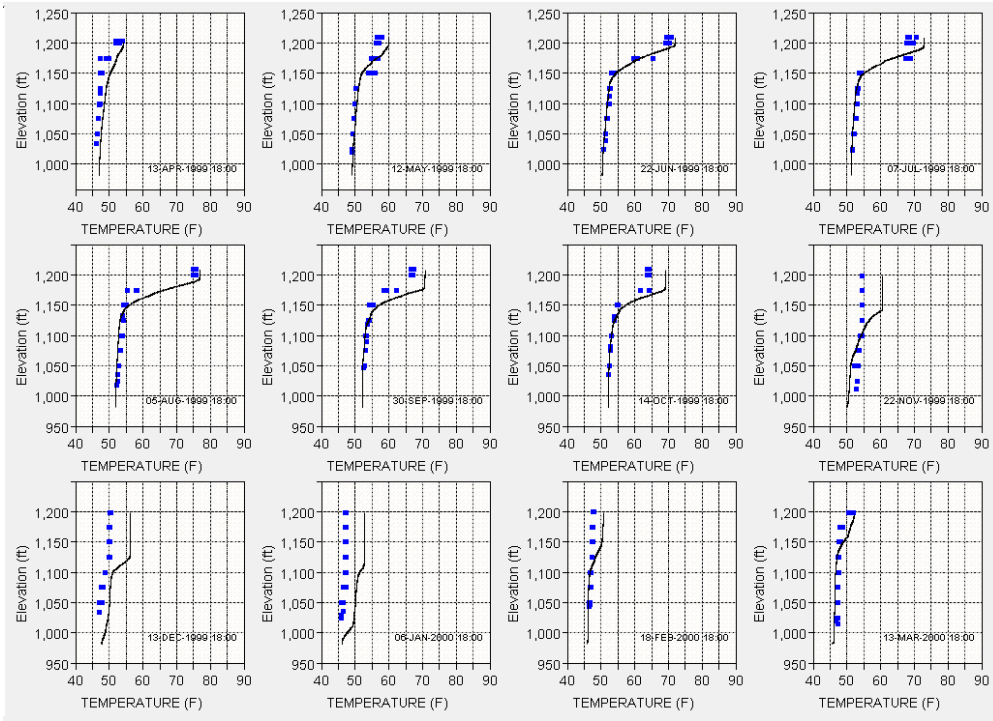 Elevation (ft)
1,200
1,150
1,100
1,050
1,000
13-APR-1999 18:00
40 50 60 70 80 90
TEMPERATURE (F)
Elevation (ft)
1,200
1,150
1,100
1,050
1,000
12-MAY-1999 18:00
40 50 60 70 80 90
TEMPERATURE (F)
Elevation (ft)
1,200
1,150
1,100
1,050
1,000
22-JUN-1999 18:00
40 50 60 70 80 90
TEMPERATURE (F)
Elevation (ft)
1,200
1,150
1,100
1,050
1,000
07-JUL-1999 18:00
40 50 60 70 80 90
TEMPERATURE (F)
Elevation (ft)
1,200
1,150
1,100
1,050
1,000
950
05-AUG-1999 18:00
40 50 60 70 80 90
TEMPERATURE (F)
Elevation (ft)
1,200
1,150
1,100
1,050
1,000
950
30-SEP-1999 18:00
40 50 60 70 80 90
TEMPERATURE (F)
Elevation (ft)
1,200
1,150
1,100
1,050
1,000
950
14-OCT-1999 18:00
40 50 60 70 80 90
TEMPERATURE (F)
Elevation (ft)
1,200
1,150
1,100
1,050
1,000
950
22-NOV-1999 18:00
40 50 60 70 80 90
TEMPERATURE (F)
Elevation (ft)
1,200
1,150
1,100
1,050
1,000
950
13-DEC-1999 18:00
40 50 60 70 80 90
TEMPERATURE (F)
Elevation (ft)
1,200
1,150
1,100
1,050
1,000
950
06-JAN-2000 18:00
40 50 60 70 80 90
TEMPERATURE (F)
Elevation (ft)
1,200
1,150
1,100
1,050
1,000
950
18-FEB-2000 18:00
40 50 60 70 80 90
TEMPERATURE (F)
Elevation (ft)
1,200
1,150
1,100
1,050
1,000
950
13-MAR-2000 18:00
40 50 60 70 80 90
TEMPERATURE (F)